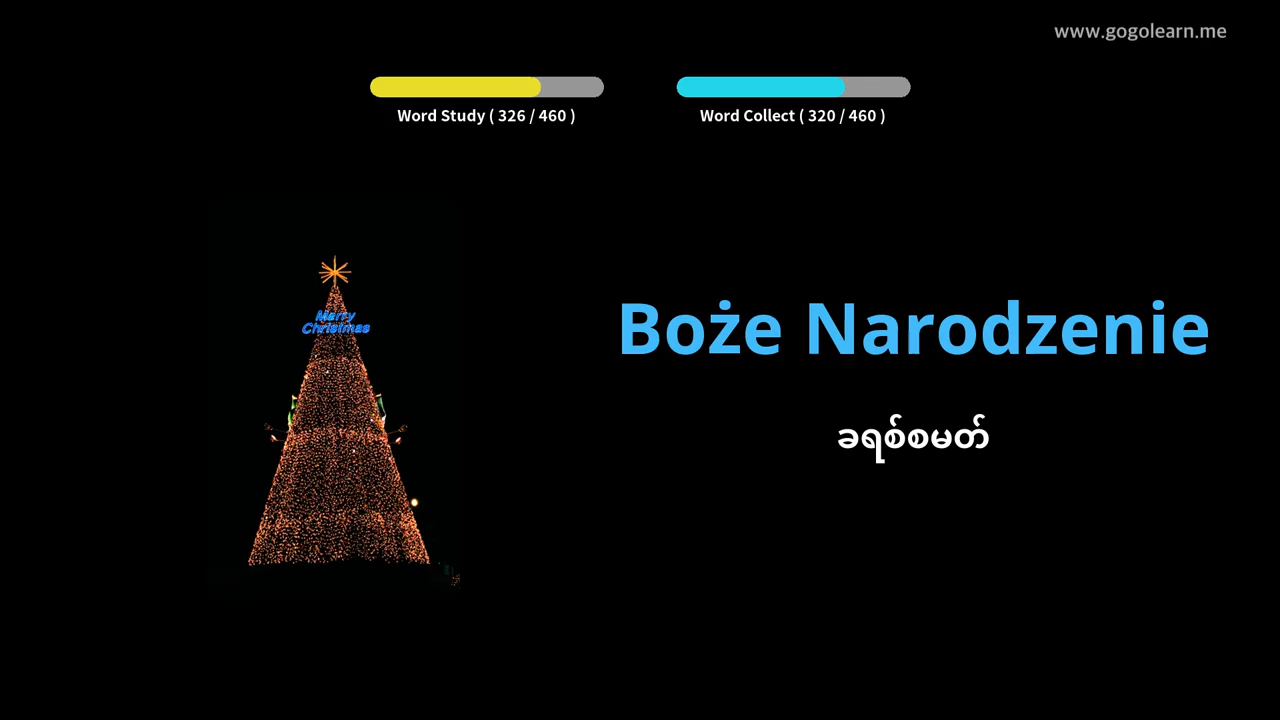 www.gogolearn.me
Word Study ( 326 / 460 )
Word Collect ( 320 / 460 )
Merry
Christmas
Boże Narodzenie
ခရစ်စမတ်